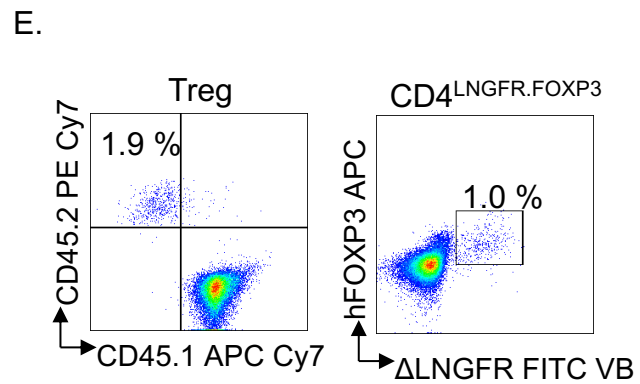 E.
Treg
CD45.2 PE Cy7
1.9 %
CD45.1 APC Cy7
CD4LNGFR.FOXP3
hFOXP3 APC
1.0 %
ΔLNGFR FITC VB